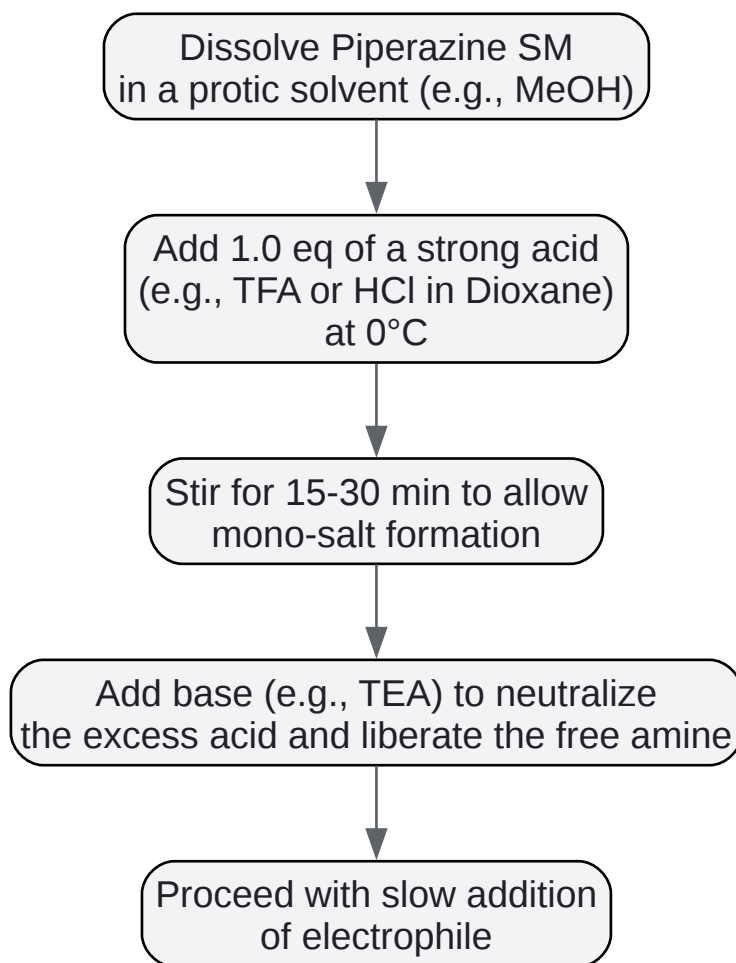 Dissolve Piperazine SM
in a protic solvent (e.g., MeOH)
Add 1.0 eq of a strong acid
(e.g., TFA or HCl in Dioxane)
at 0°C
Stir for 15-30 min to allow
mono-salt formation
Add base (e.g., TEA) to neutralize
the excess acid and liberate the free amine
Proceed with slow addition
of electrophile